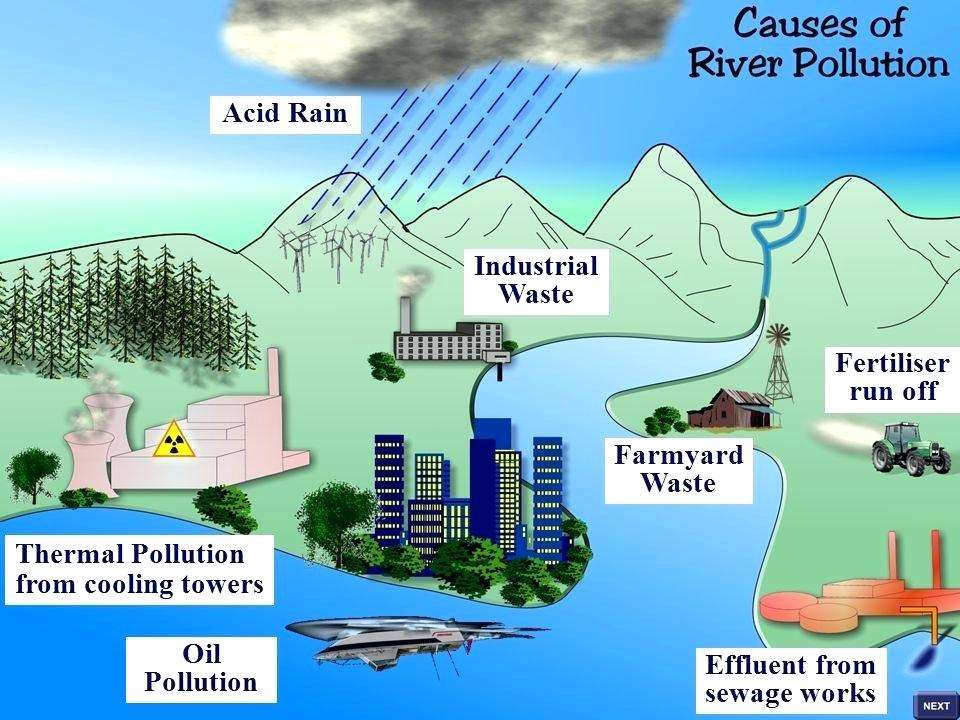 Causes of
River Pollution
Acid Rain
Industrial
Waste
Fertiliser
run off
Farmyard
Waste
Thermal Pollution
from cooling towers
Oil
Pollution
Effluent from
sewage works
NEXT